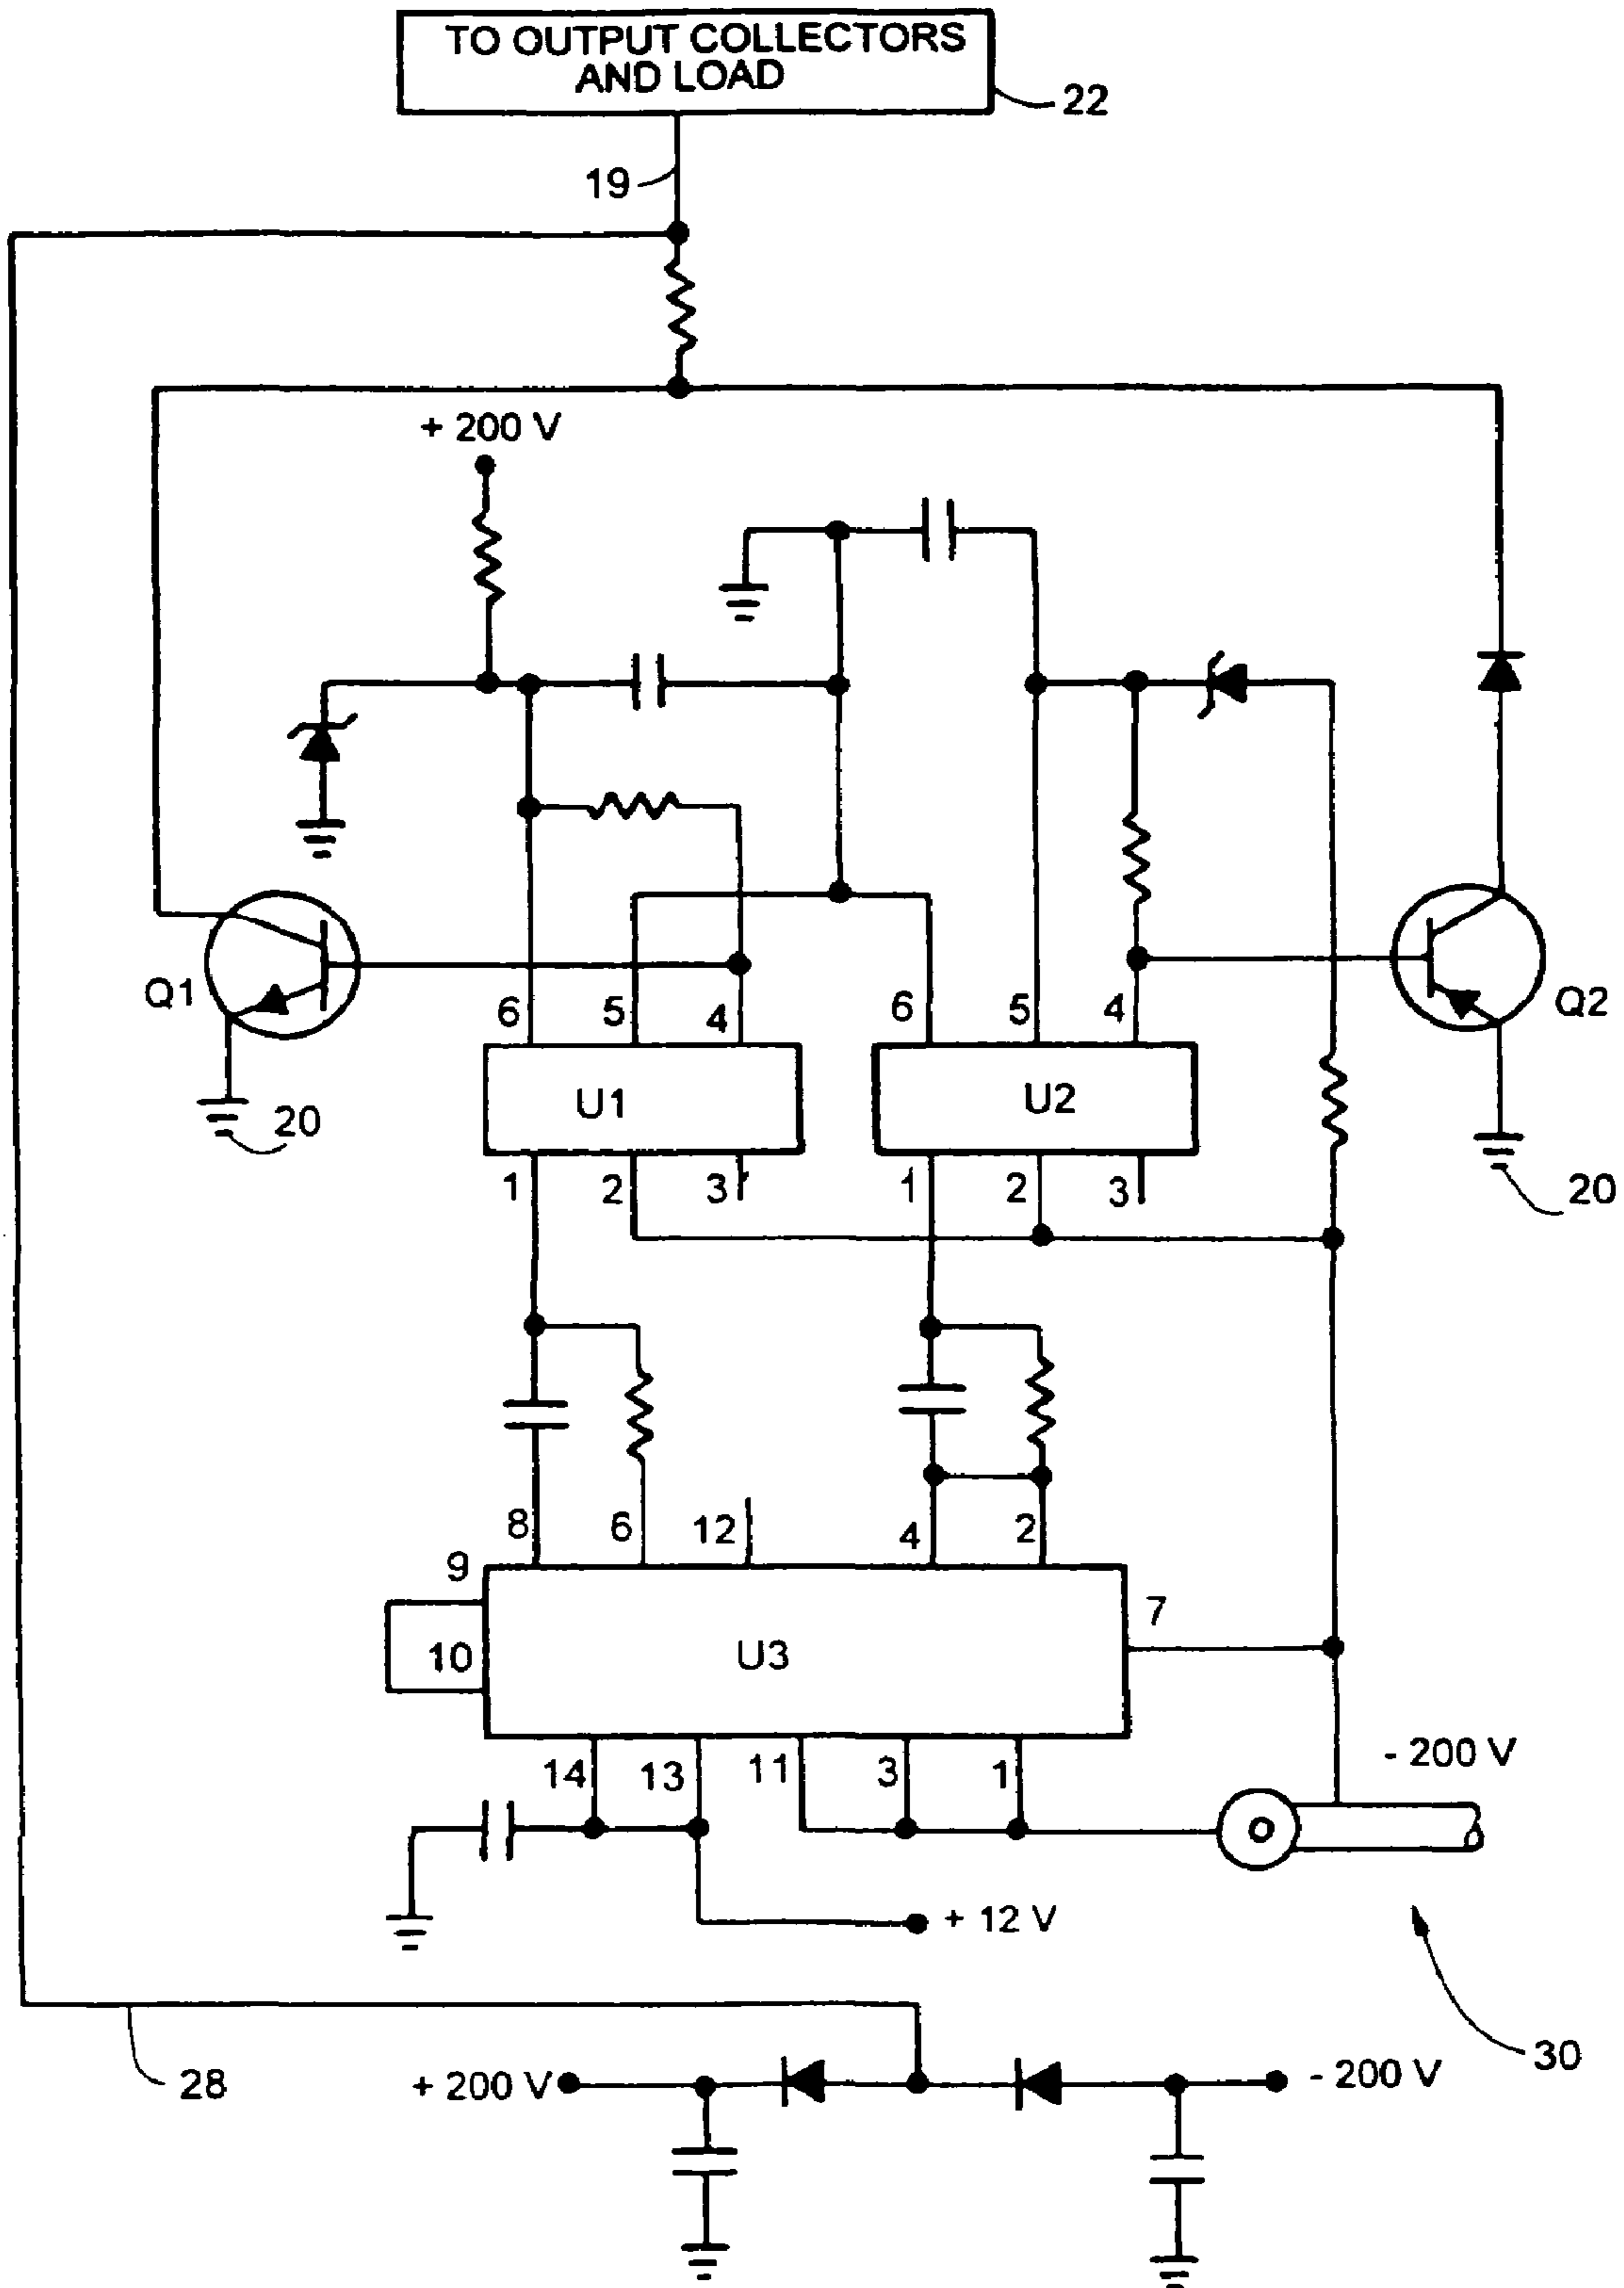 TO OUTPUT COLLECTORS
AND LOAD
22
19
+ 200 V
Q1
6
5
4
6
5
4
Q2
U1
U2
20
1
2
3
1
2
3
20
8
6
12
4
2
9
7
10
U3
14
13
11
3
1
- 200 V
+ 12 V
28
+ 200 V
- 200 V
30